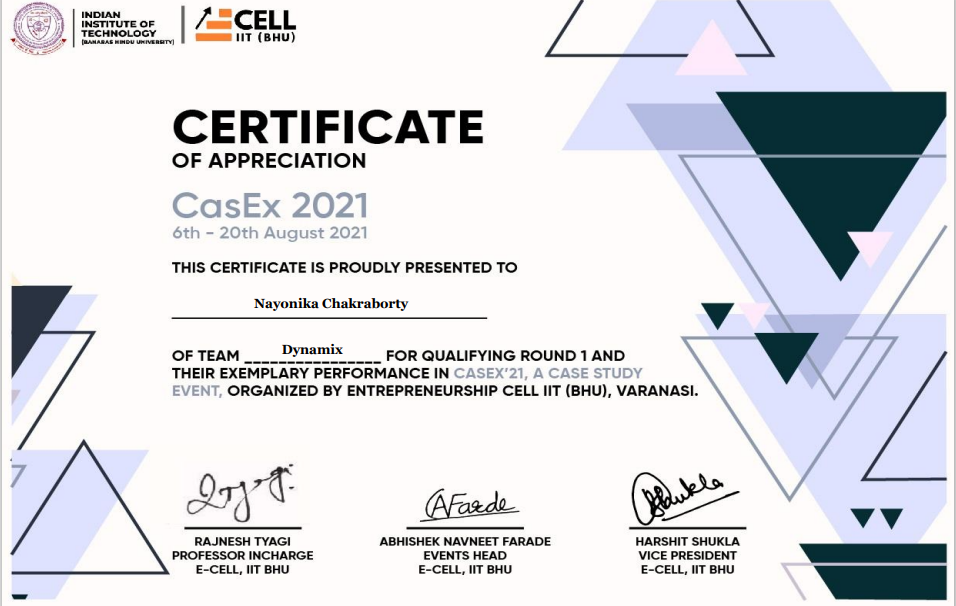 INDIAN
INSTITUTE OF
TECHNOLOGY
(BANARAS HINDU UNIVERSITY)
CELL
IIT (BHU)
CERTIFICATE
OF APPRECIATION
CasEx 2021
6th - 20th August 2021
THIS CERTIFICATE IS PROUDLY PRESENTED TO
Nayonika Chakraborty
OF TEAM Dynamix FOR QUALIFYING ROUND 1 AND
THEIR EXEMPLARY PERFORMANCE IN CASEX'21, A CASE STUDY
EVENT, ORGANIZED BY ENTREPRENEURSHIP CELL IIT (BHU), VARANASI.
AFarde
RAJNESH TYAGI
PROFESSOR INCHARGE
E-CELL, IIT BHU
ABHISHEK NAVNEET FARADE
EVENTS HEAD
E-CELL, IIT BHU
HARSHIT SHUKLA
VICE PRESIDENT
E-CELL, IIT BHU